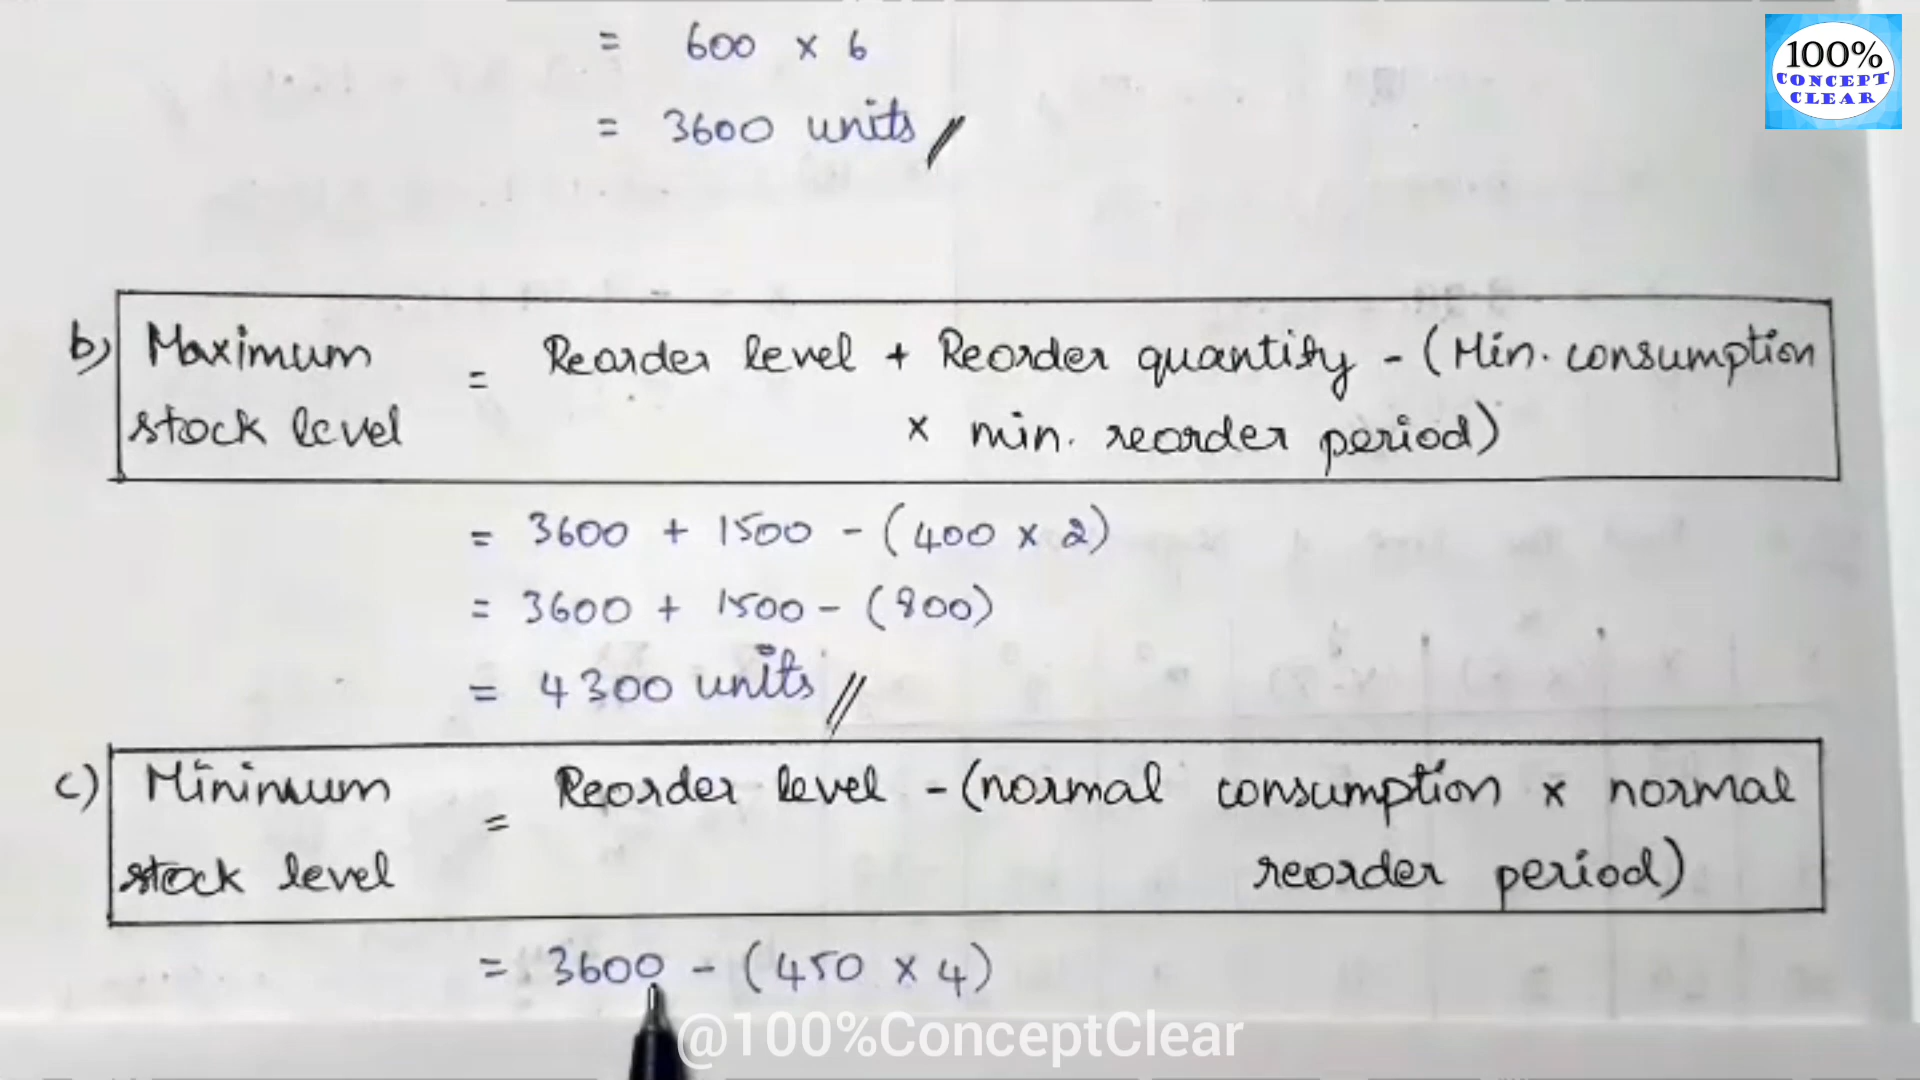 = 600 x 6
= 3600 units //
100%
CONCEPT
CLEAR
b) Maximum stock level = Reorder level + Reorder quantity - (Min. consumption
x min. reorder period)
= 3600 + 1500 - (400 x 2)
= 3600 + 1500 - (800)
= 4300 units //
c) Minimum stock level = Reorder level - (normal consumption x normal
reorder period)
= 3600 - (450 x 4)
@100%ConceptClear